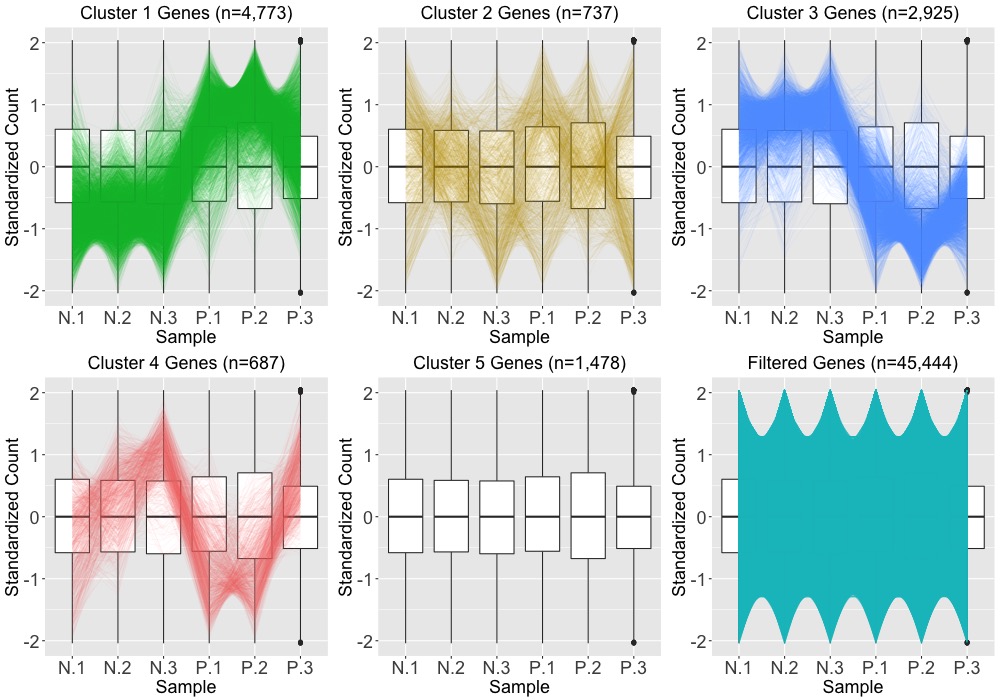 Cluster 1 Genes (n=4,773)
Cluster 2 Genes (n=737)
Cluster 3 Genes (n=2,925)
Standardized Count
2
1
0
-1
-2
N.1 N.2 N.3 P.1 P.2 P.3
Sample
Standardized Count
2
1
0
-1
-2
N.1 N.2 N.3 P.1 P.2 P.3
Sample
Standardized Count
2
1
0
-1
-2
N.1 N.2 N.3 P.1 P.2 P.3
Sample
Cluster 4 Genes (n=687)
Cluster 5 Genes (n=1,478)
Filtered Genes (n=45,444)
Standardized Count
2
1
0
-1
-2
N.1 N.2 N.3 P.1 P.2 P.3
Sample
Standardized Count
2
1
0
-1
-2
N.1 N.2 N.3 P.1 P.2 P.3
Sample
Standardized Count
2
1
0
-1
-2
N.1 N.2 N.3 P.1 P.2 P.3
Sample